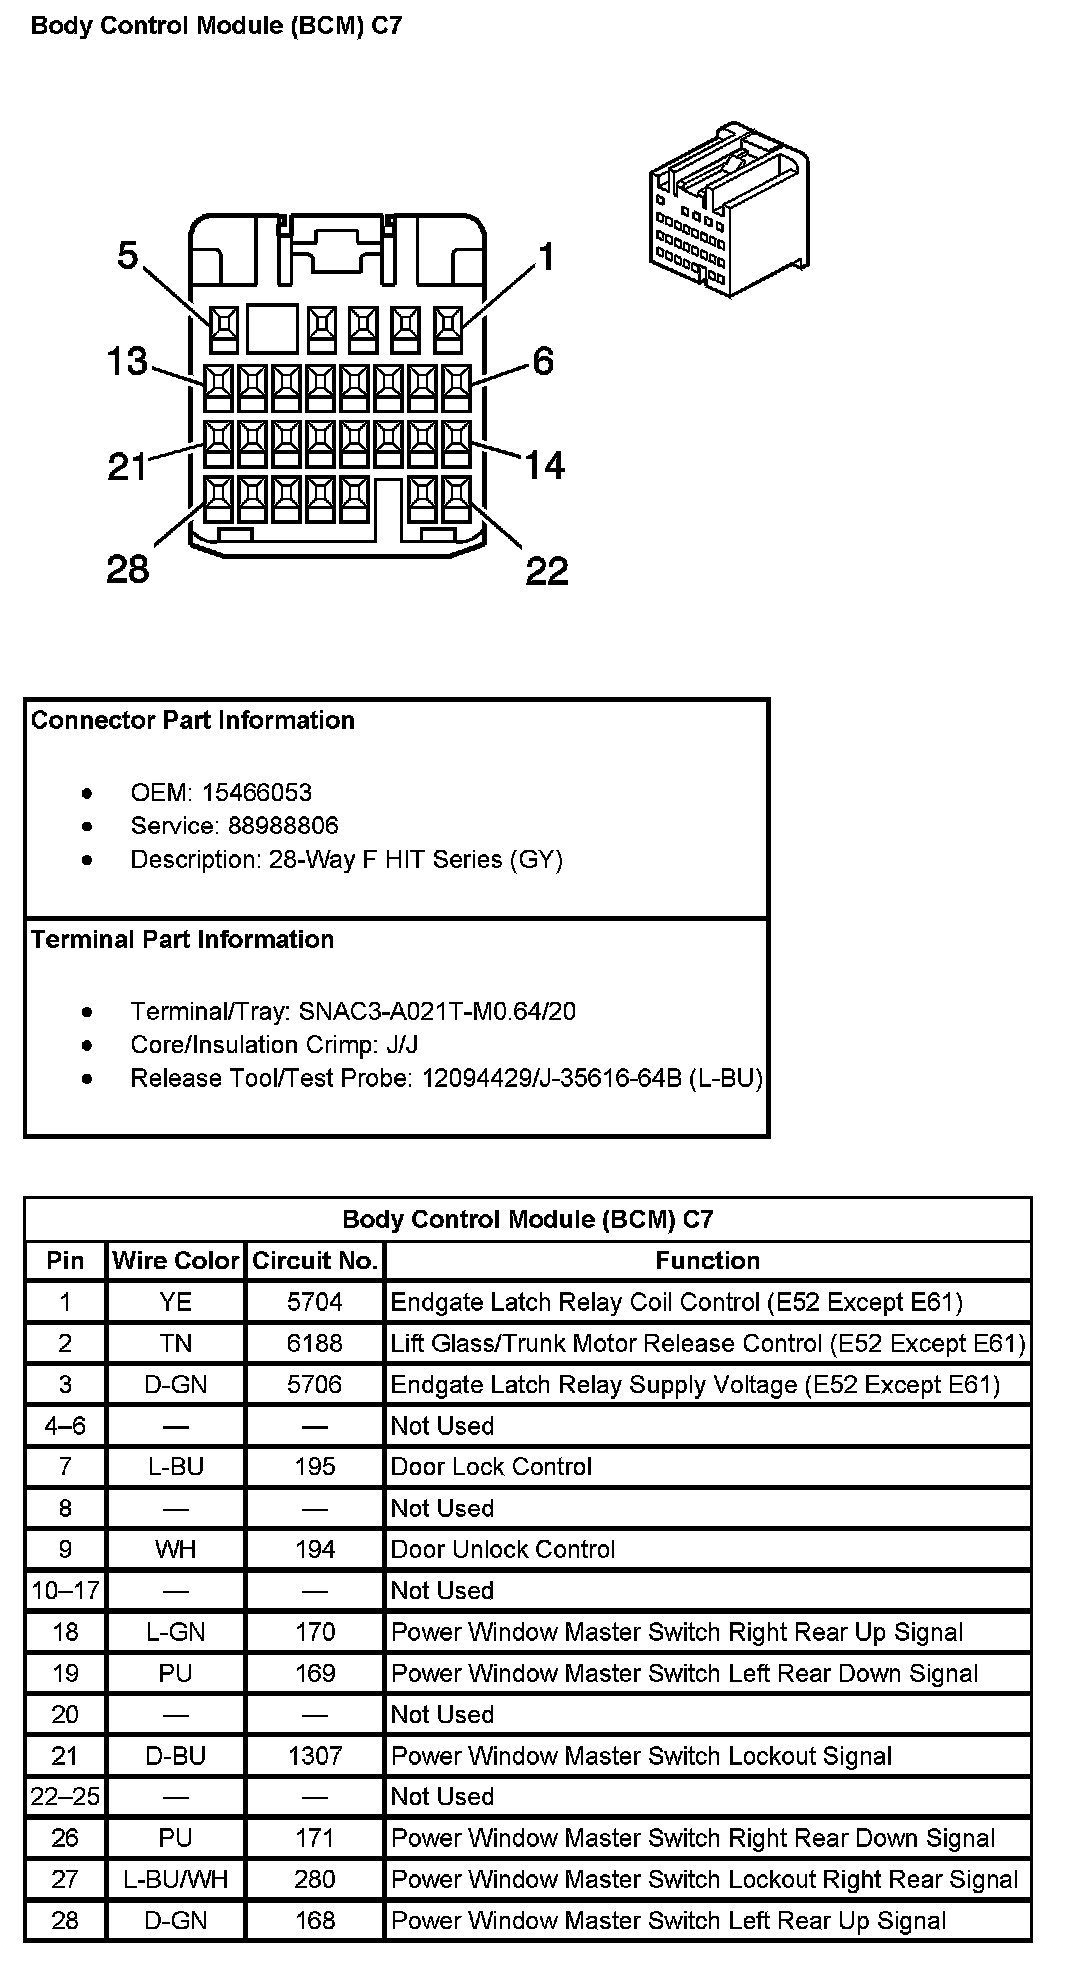 Body Control Module (BCM) C7
5
1
13
6
21
14
28
22
Connector Part Information
• OEM: 15466053
• Service: 88988806
• Description: 28-Way F HIT Series (GY)
Terminal Part Information
• Terminal/Tray: SNAC3-A021T-M0.64/20
• Core/Insulation Crimp: J/J
• Release Tool/Test Probe: 12094429/J-35616-64B (L-BU)
Body Control Module (BCM) C7
Pin Wire Color Circuit No. Function
1 YE 5704 Endgate Latch Relay Coil Control (E52 Except E61)
2 TN 6188 Lift Glass/Trunk Motor Release Control (E52 Except E61)
3 D-GN 5706 Endgate Latch Relay Supply Voltage (E52 Except E61)
4–6 — — Not Used
7 L-BU 195 Door Lock Control
8 — — Not Used
9 WH 194 Door Unlock Control
10–17 — — Not Used
18 L-GN 170 Power Window Master Switch Right Rear Up Signal
19 PU 169 Power Window Master Switch Left Rear Down Signal
20 — — Not Used
21 D-BU 1307 Power Window Master Switch Lockout Signal
22–25 — — Not Used
26 PU 171 Power Window Master Switch Right Rear Down Signal
27 L-BU/WH 280 Power Window Master Switch Lockout Right Rear Signal
28 D-GN 168 Power Window Master Switch Left Rear Up Signal